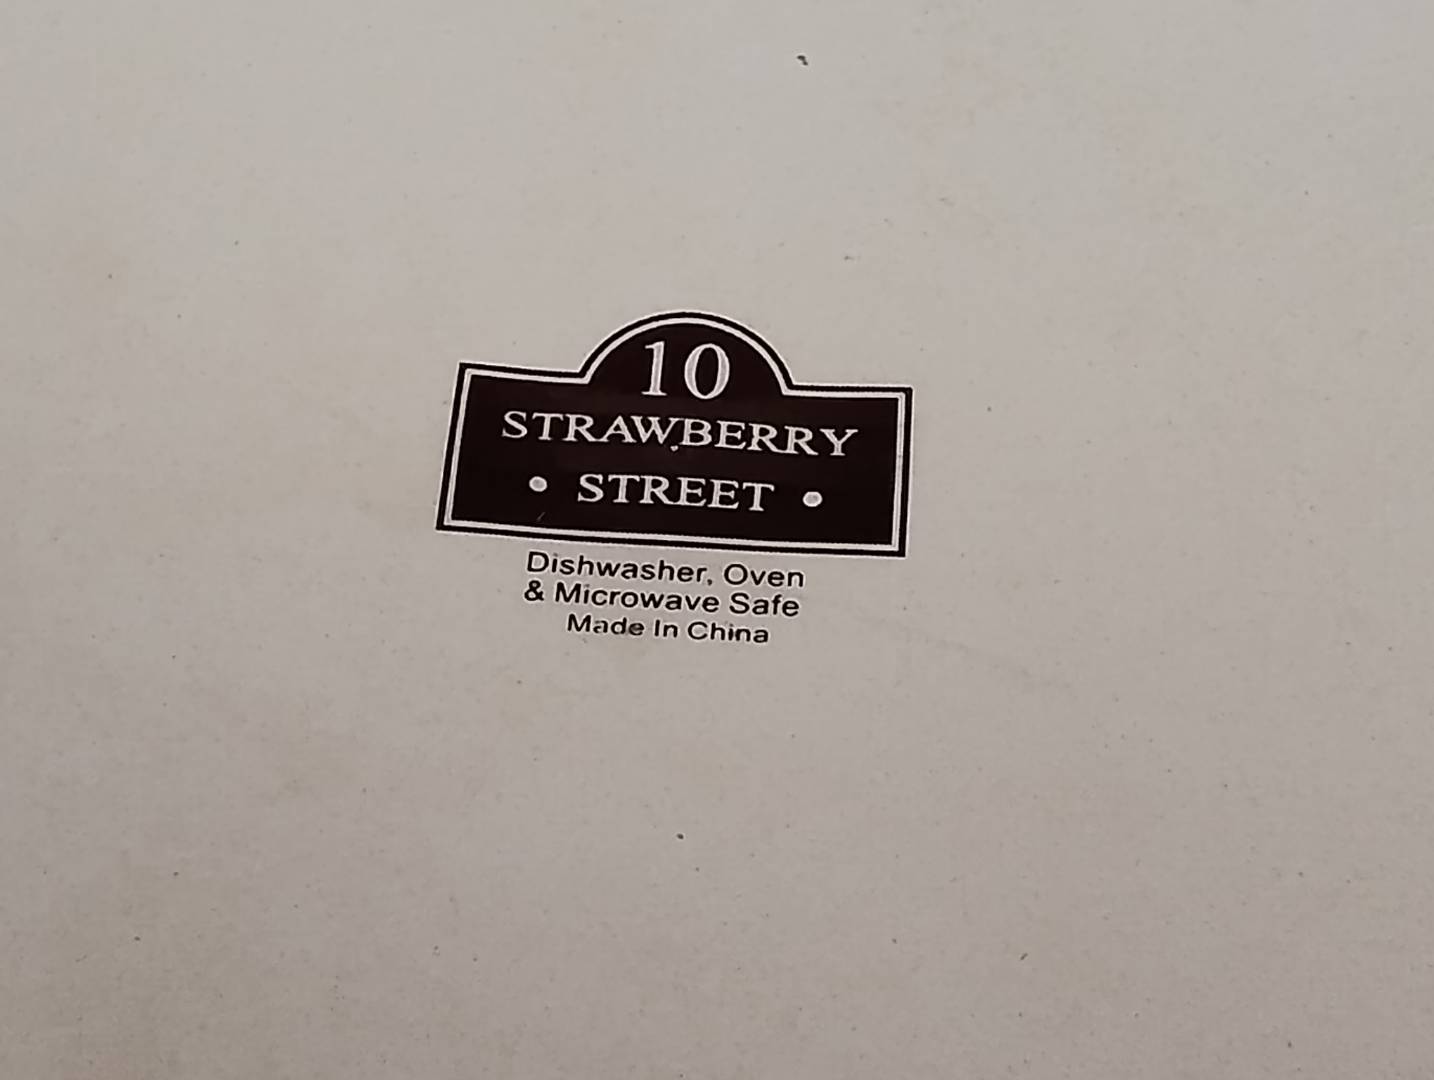 10
STRAWBERRY
• STREET •
Dishwasher, Oven
& Microwave Safe
Made In China